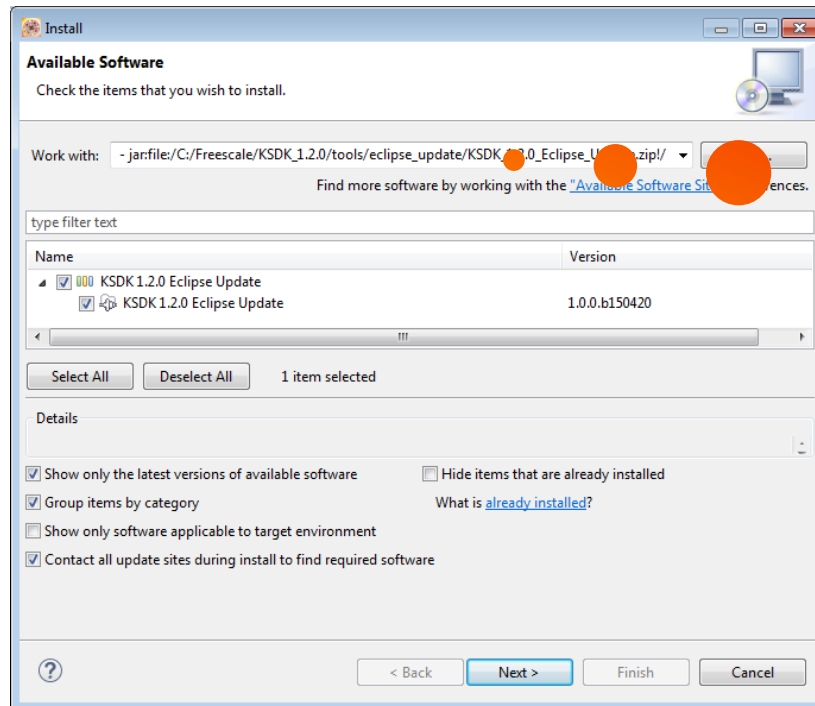 Install
Available Software
Check the items that you wish to install.
Work with: - jar:file:/C:/Freescale/KSDK_1.2.0/tools/eclipse_update/ .zip!/
Find more software by working with the "Available Software
type filter text
Name Version
KSDK 1.2.0 Eclipse Update
KSDK 1.2.0 Eclipse Update 1.0.0.b150420
Select All Deselect All 1 item selected
Details
Show only the latest versions of available software Hide items that are already installed
Group items by category What is already installed?
Show only software applicable to target environment
Contact all update sites during install to find required software
< Back Next > Finish Cancel